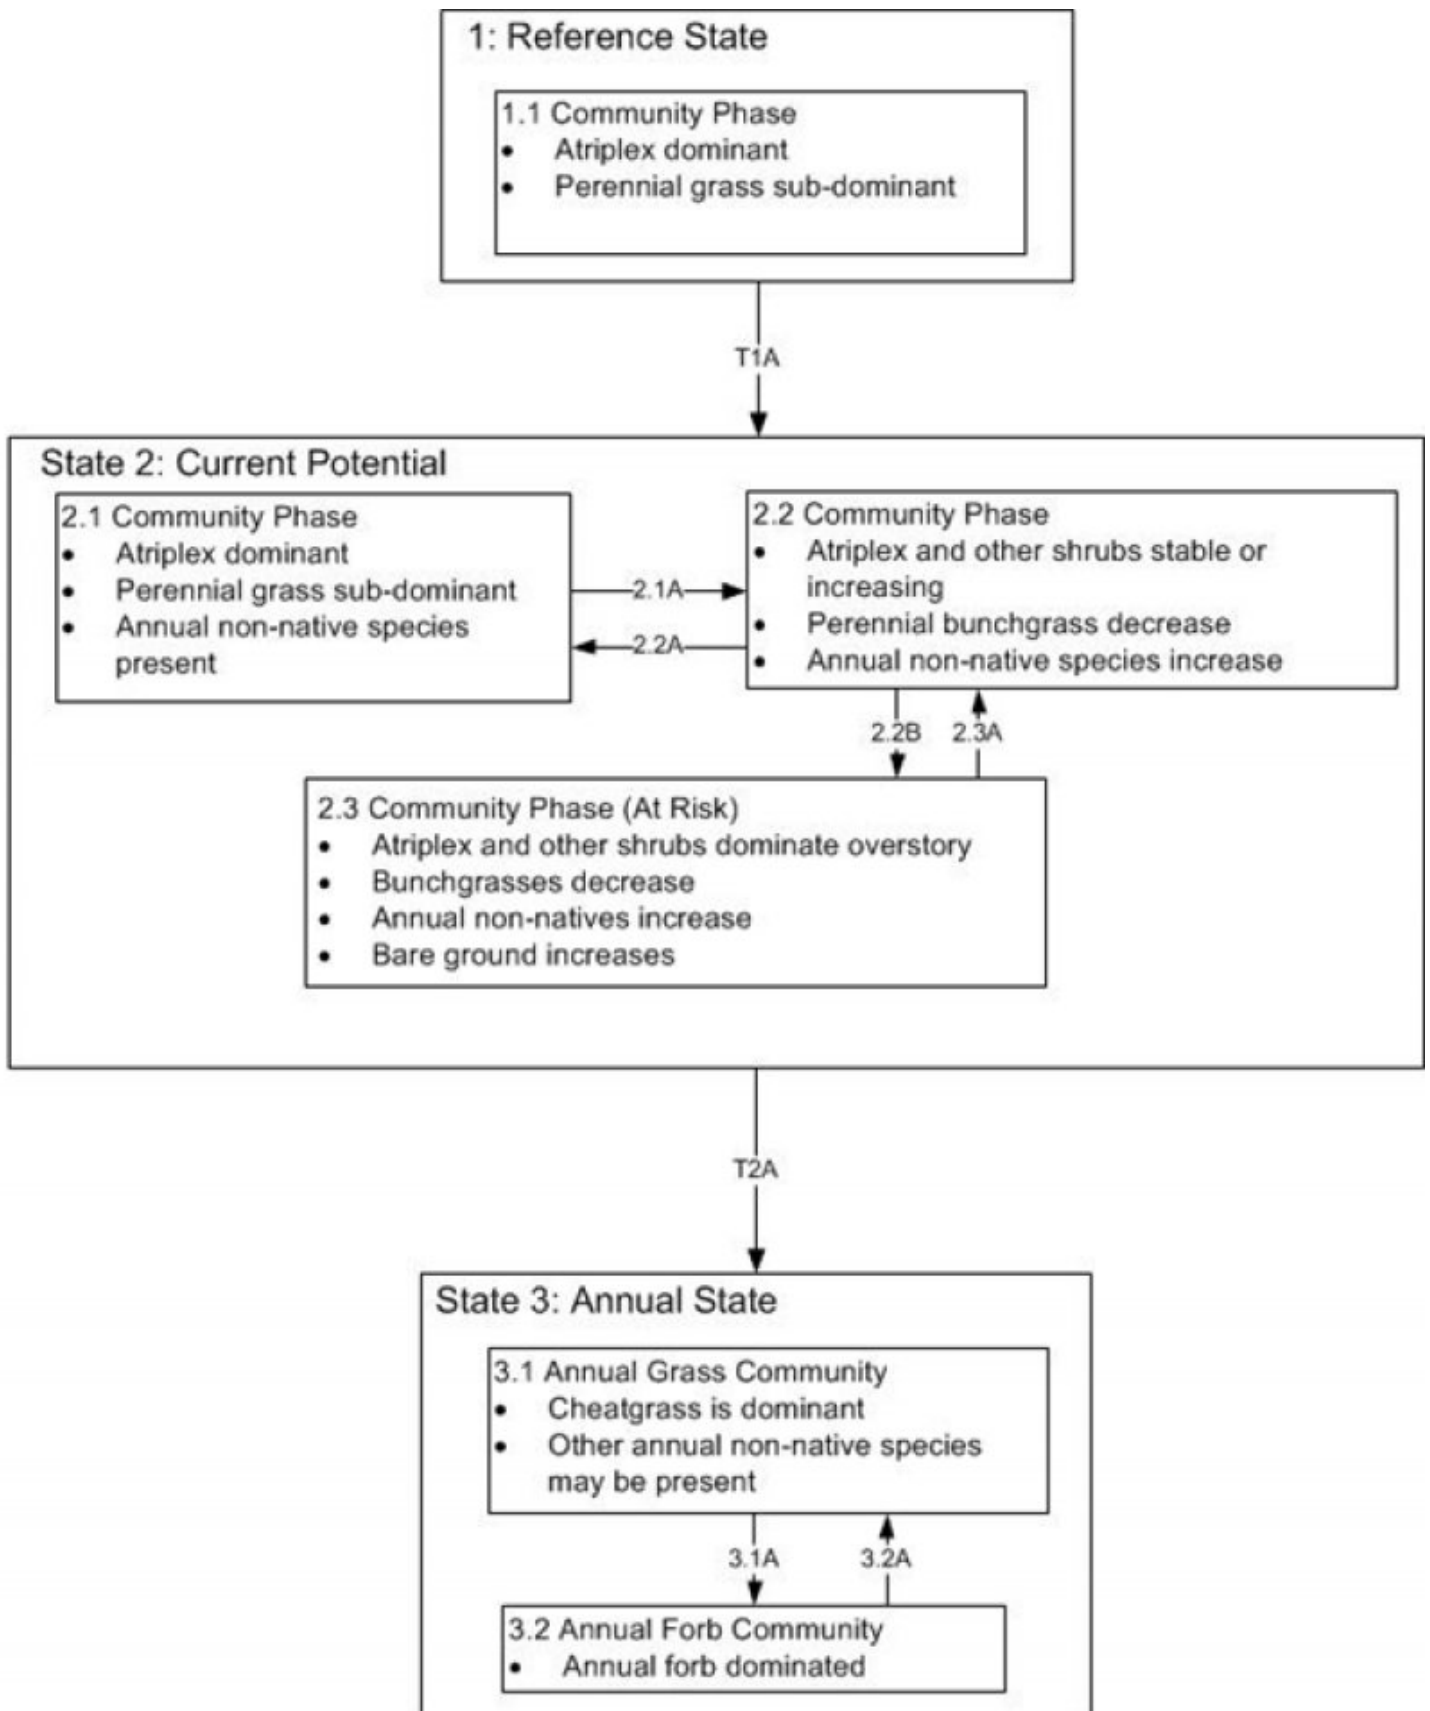 1: Reference State
1.1 Community Phase
• Atriplex dominant
• Perennial grass sub-dominant
T1A
State 2: Current Potential
2.1 Community Phase
• Atriplex dominant
• Perennial grass sub-dominant
• Annual non-native species
present
2.1A
2.2A
2.2 Community Phase
• Atriplex and other shrubs stable or
increasing
• Perennial bunchgrass decrease
• Annual non-native species increase
2.2B
2.3A
2.3 Community Phase (At Risk)
• Atriplex and other shrubs dominate overstory
• Bunchgrasses decrease
• Annual non-natives increase
• Bare ground increases
T2A
State 3: Annual State
3.1 Annual Grass Community
• Cheatgrass is dominant
• Other annual non-native species
may be present
3.1A
3.2A
3.2 Annual Forb Community
• Annual forb dominated